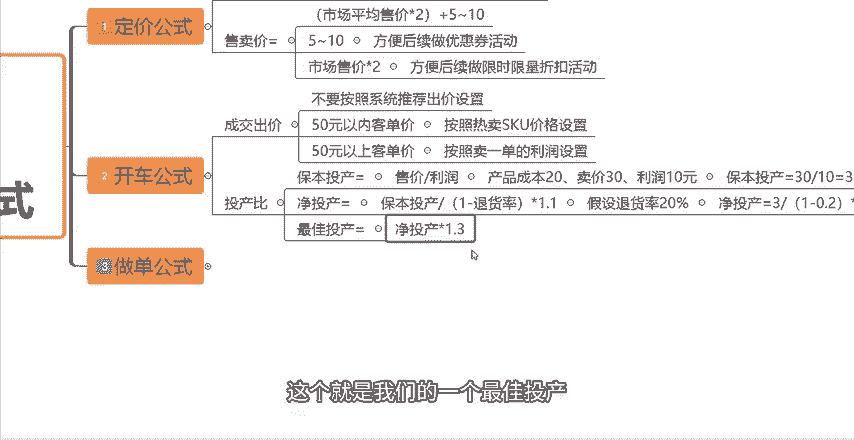 （市场平均售价*2）+5~10
1 定价公式
售卖价= 5~10 方便后续做优惠券活动
市场售价*2 方便后续做限时限量折扣活动
式
不要按照系统推荐出价设置
成交出价 50元以内客单价 按照热卖SKU价格设置
50元以上客单价 按照卖一单的利润设置
2 开车公式
保本投产= 售价/利润 产品成本20、卖价30、利润10元 保本投产=30/10=3
投产比 净投产= 保本投产/（1-退货率）*1.1 假设退货率20% 净投产=3/（1-0.2）*
最佳投产= 净投产*1.3
3 做单公式
这个就是我们的一个最佳投产